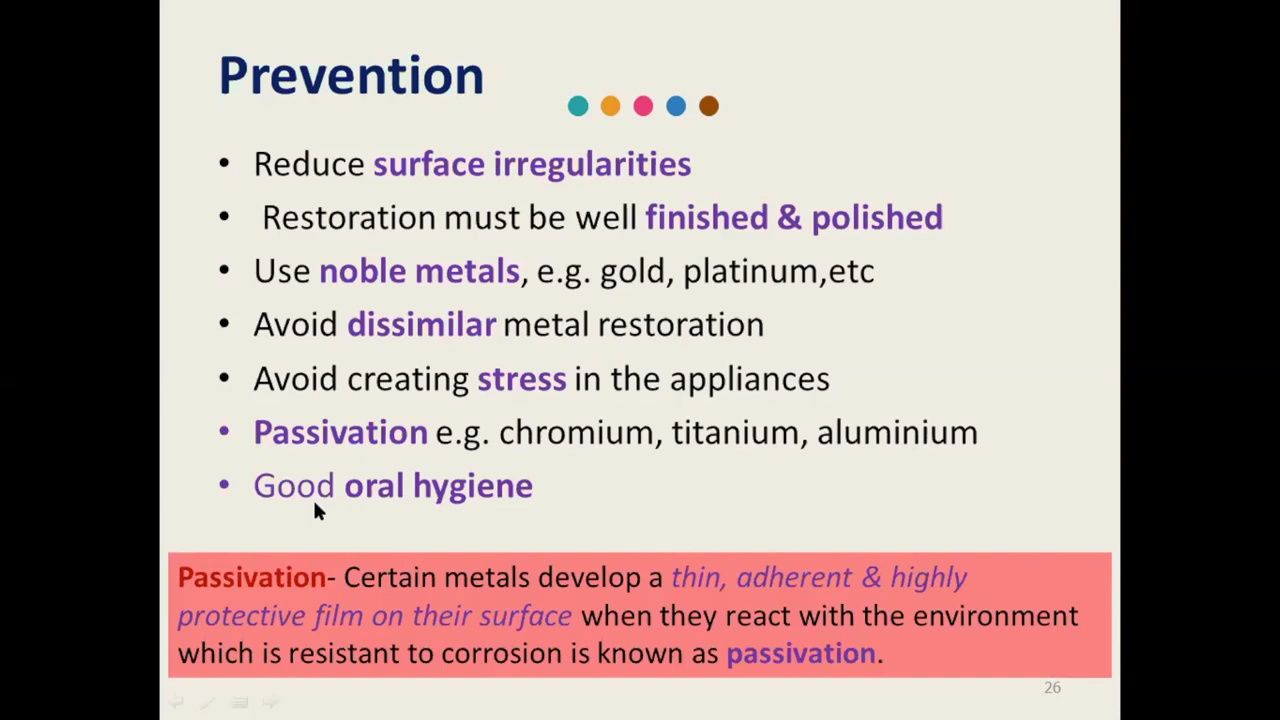 Prevention
• Reduce surface irregularities
• Restoration must be well finished & polished
• Use noble metals, e.g. gold, platinum,etc
• Avoid dissimilar metal restoration
• Avoid creating stress in the appliances
• Passivation e.g. chromium, titanium, aluminium
• Good oral hygiene
Passivation- Certain metals develop a thin, adherent & highly
protective film on their surface when they react with the environment
which is resistant to corrosion is known as passivation.
26